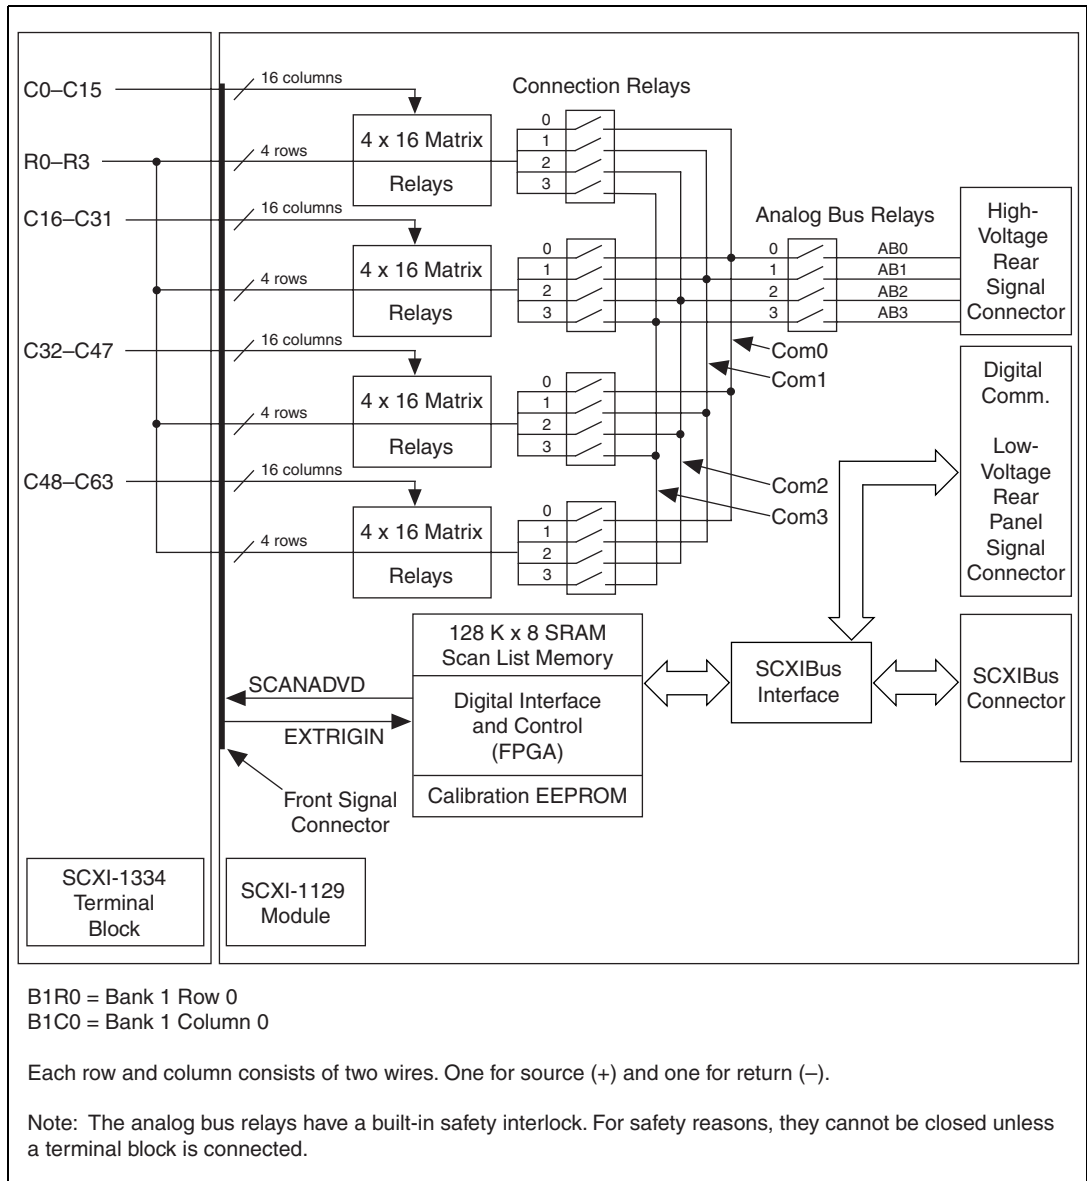 C0–C15
16 columns
Connection Relays
4 x 16 Matrix
Relays
0
1
2
3
R0–R3
4 rows
C16–C31
16 columns
Analog Bus Relays
High-
Voltage
Rear
Signal
Connector
4 x 16 Matrix
Relays
4 rows
0
1
2
3
0
1
2
3
AB0
AB1
AB2
AB3
C32–C47
16 columns
Com0
Com1
Digital
Comm.
Low-
Voltage
Rear
Panel
Signal
Connector
4 x 16 Matrix
Relays
4 rows
0
1
2
3
C48–C63
16 columns
Com2
Com3
4 x 16 Matrix
Relays
4 rows
0
1
2
3
128 K x 8 SRAM
Scan List Memory
SCANADVD
EXTRIGIN
Digital Interface
and Control
(FPGA)
Calibration EEPROM
SCXIBus
Interface
SCXIBus
Connector
Front Signal
Connector
SCXI-1334
Terminal
Block
SCXI-1129
Module
B1R0 = Bank 1 Row 0
B1C0 = Bank 1 Column 0
Each row and column consists of two wires. One for source (+) and one for return (–).
Note: The analog bus relays have a built-in safety interlock. For safety reasons, they cannot be closed unless
a terminal block is connected.